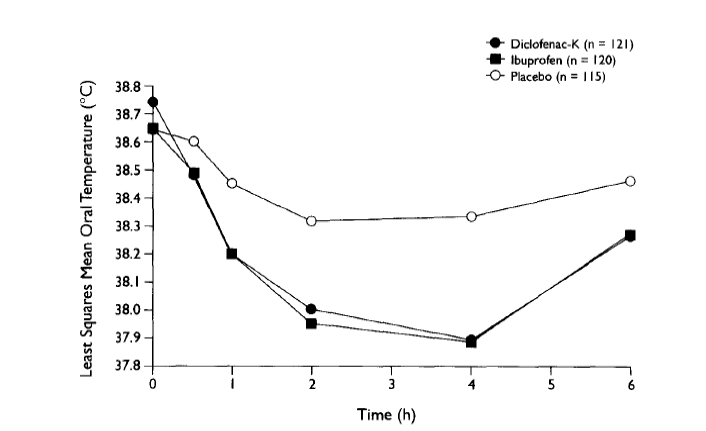 Diclofenac-K (n = 121)
Ibuprofen (n = 120)
Placebo (n = 115)
Least Squares Mean Oral Temperature (°C)
38.8
38.7
38.6
38.5
38.4
38.3
38.2
38.1
38.0
37.9
37.8
0 1 2 3 4 5 6
Time (h)